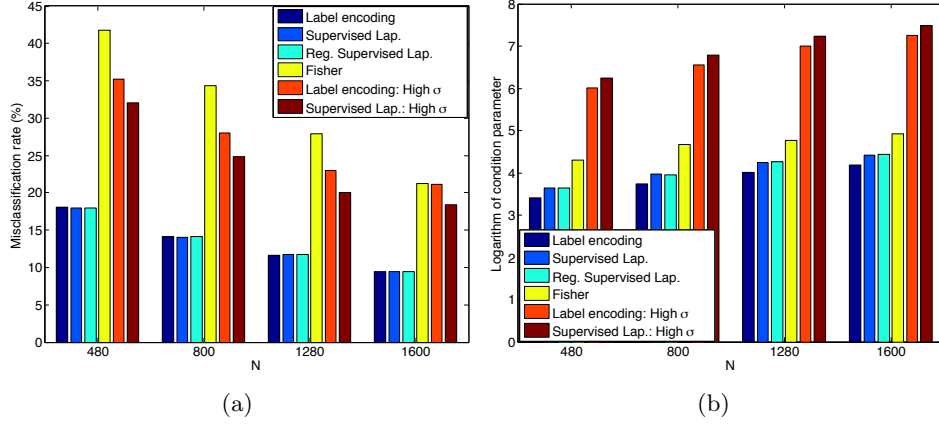 45
40
35
30
25
20
15
10
5
0
Misclassification rate (%)
Label encoding
Supervised Lap.
Reg. Supervised Lap.
Fisher
Label encoding: High σ
Supervised Lap.: High σ
480
800
1280
1600
N
(a)
8
7
6
5
4
3
2
1
0
Logarithm of condition parameter
Label encoding
Supervised Lap.
Reg. Supervised Lap.
Fisher
Label encoding: High σ
Supervised Lap.: High σ
480
800
1280
1600
N
(b)